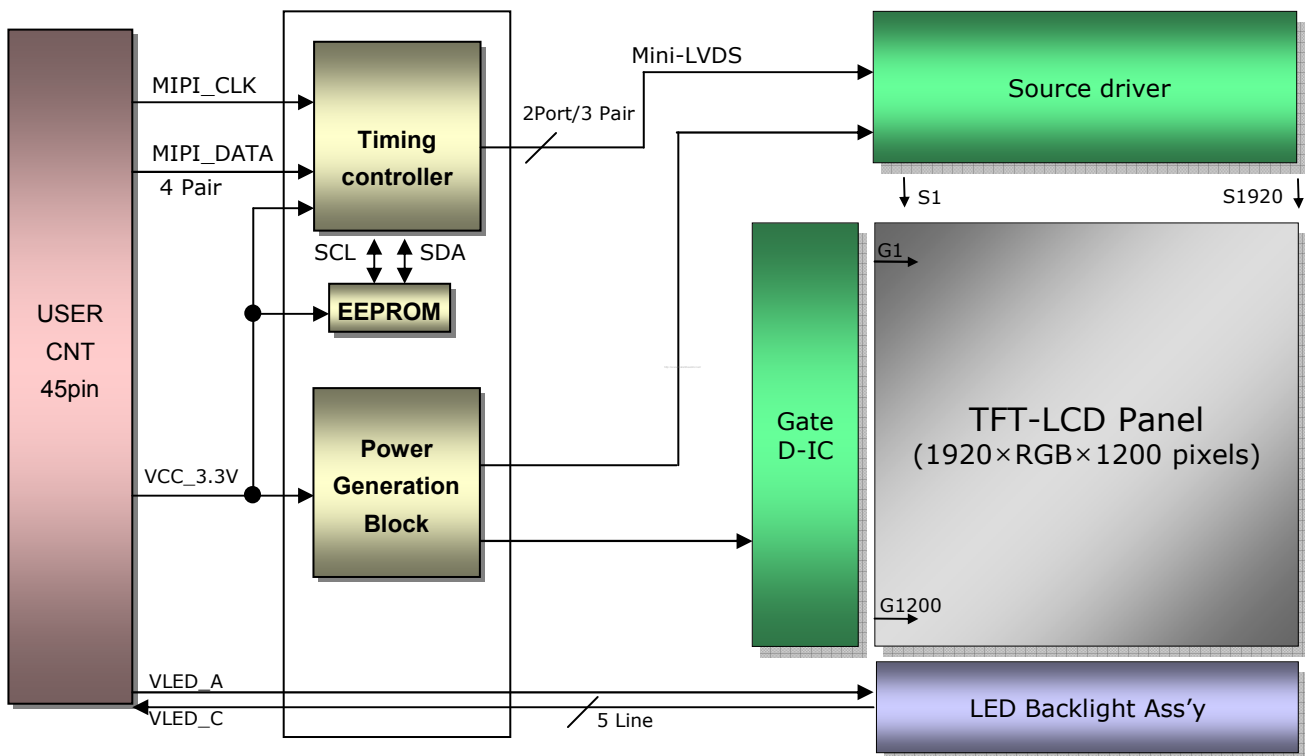 MIPI_CLK
MIPI_DATA
4 Pair
Timing
controller
2Port/3 Pair
Mini-LVDS
Source driver
S1
S1920
SCL
SDA
EEPROM
USER
CNT
45pin
VCC_3.3V
Power
Generation
Block
Gate
D-IC
G1
TFT-LCD Panel
(1920×RGB×1200 pixels)
G1200
VLED_A
VLED_C
5 Line
LED Backlight Ass'y